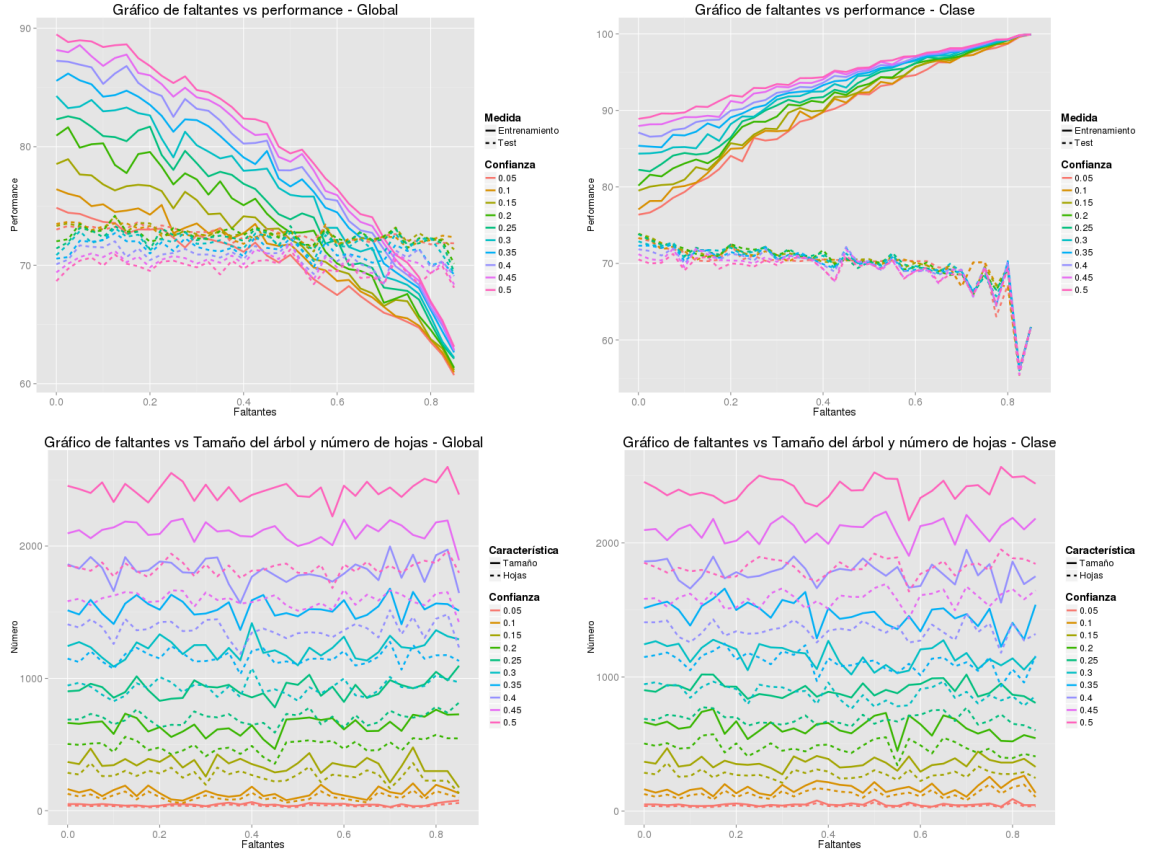 Gráfico de faltantes vs performance - Global
90
80
70
60
Performance
0.0 0.2 0.4 0.6 0.8
Faltantes
Medida
Entrenamiento
Test
Confianza
0.05
0.1
0.15
0.2
0.25
0.3
0.35
0.4
0.45
0.5
Gráfico de faltantes vs performance - Clase
100
90
80
70
60
Performance
0.0 0.2 0.4 0.6 0.8
Faltantes
Medida
Entrenamiento
Test
Confianza
0.05
0.1
0.15
0.2
0.25
0.3
0.35
0.4
0.45
0.5
Gráfico de faltantes vs Tamaño del árbol y número de hojas - Global
2000
1000
0
Número
0.0 0.2 0.4 0.6 0.8
Faltantes
Característica
Tamaño
Hojas
Confianza
0.05
0.1
0.15
0.2
0.25
0.3
0.35
0.4
0.45
0.5
Gráfico de faltantes vs Tamaño del árbol y número de hojas - Clase
2000
1000
0
Número
0.0 0.2 0.4 0.6 0.8
Faltantes
Característica
Tamaño
Hojas
Confianza
0.05
0.1
0.15
0.2
0.25
0.3
0.35
0.4
0.45
0.5